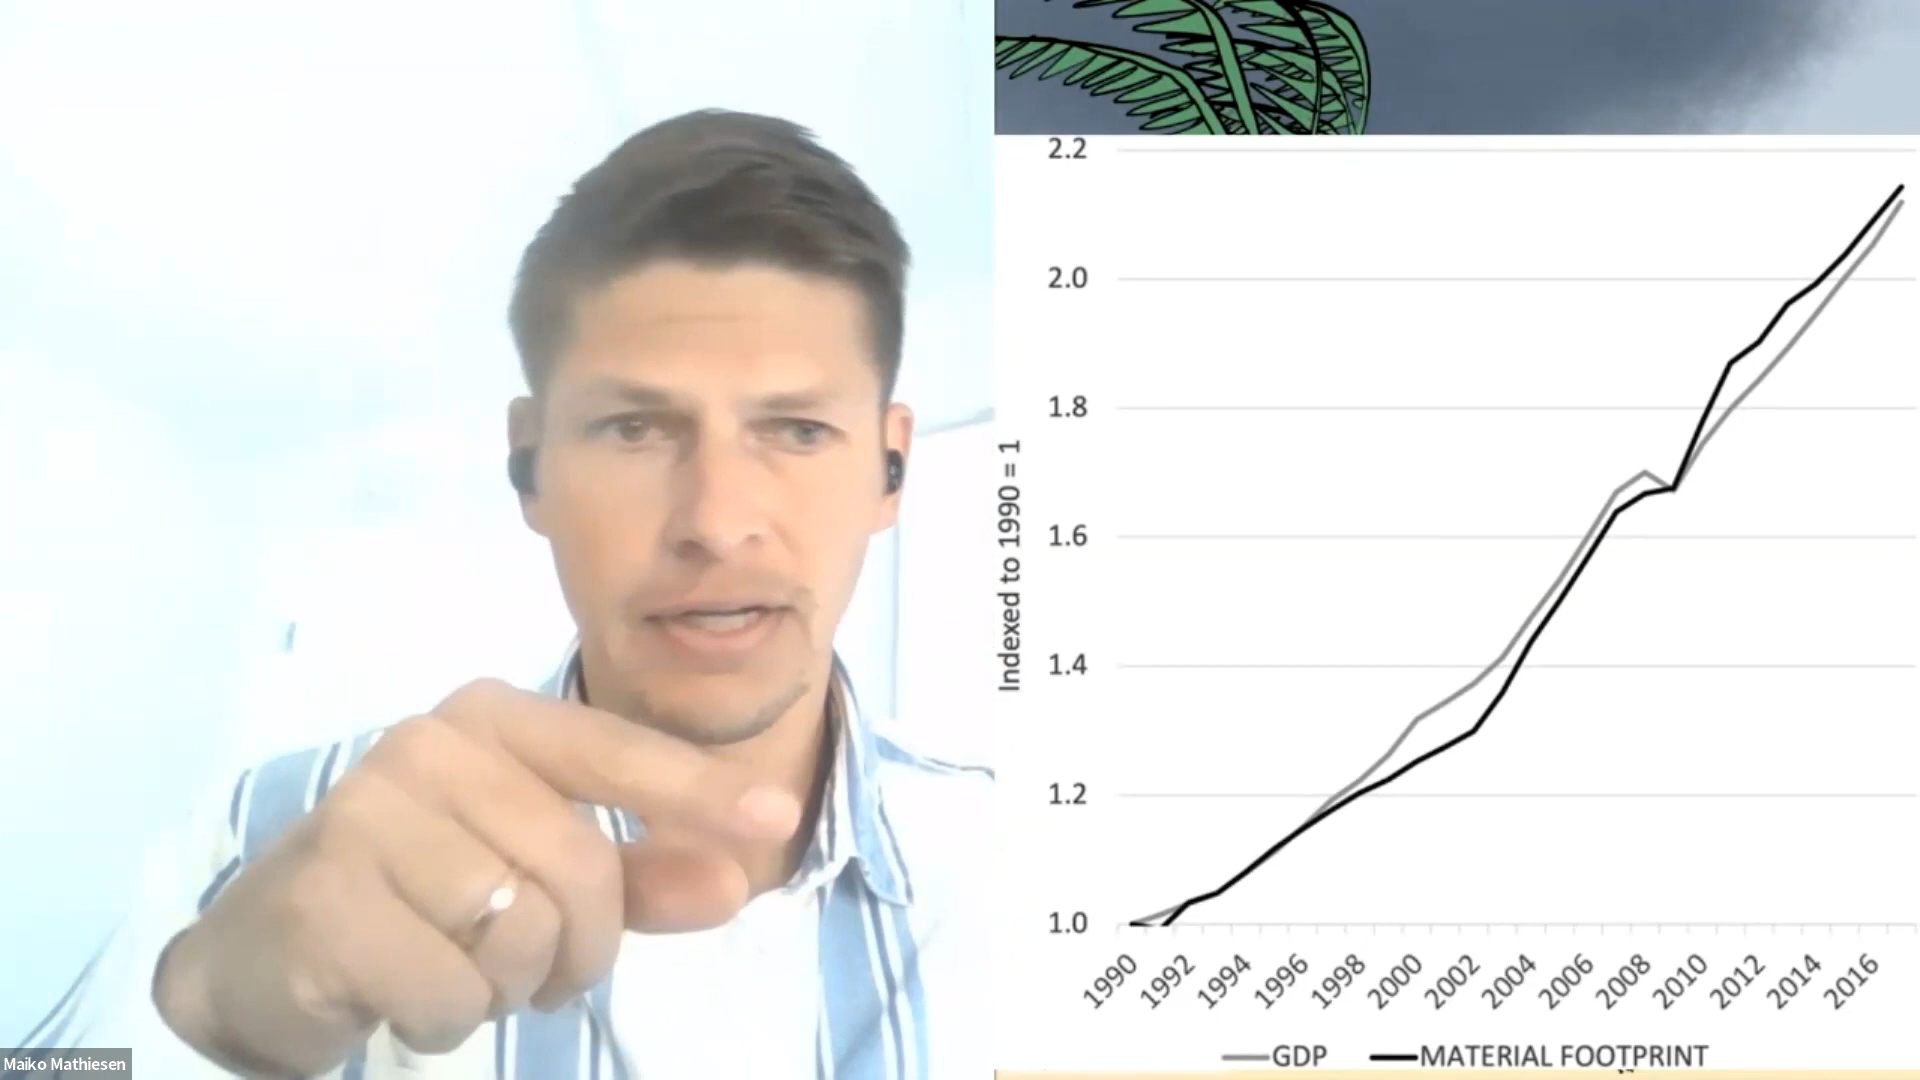 Maiko Mathiesen
2.2
2.0
1.8
1.6
1.4
1.2
1.0
Indexed to 1990 = 1
1990 1992 1994 1996 1998 2000 2002 2004 2006 2008 2010 2012 2014 2016
GDP MATERIAL FOOTPRINT